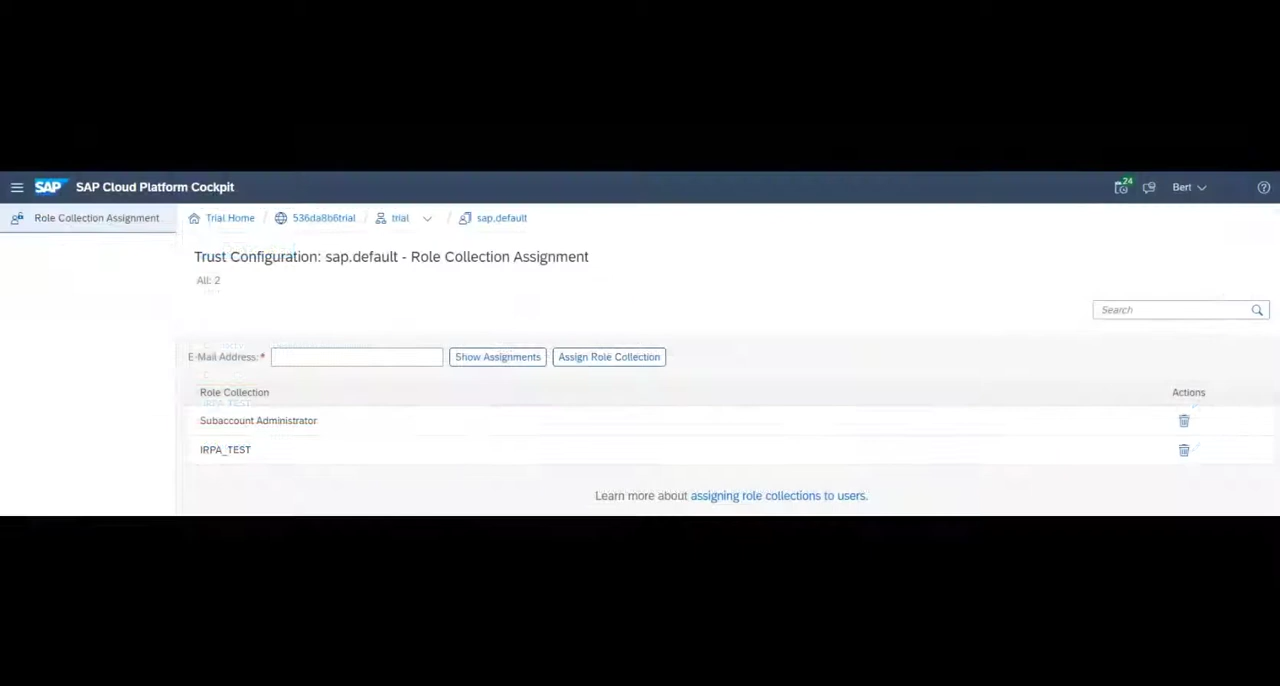 SAP SAP Cloud Platform Cockpit 24 Bert
Role Collection Assignment Trial Home / 536da8b6trial / trial / sap.default
Trust Configuration: sap.default - Role Collection Assignment
All: 2
Search
E-Mail Address: * Show Assignments Assign Role Collection
Role Collection Actions
Subaccount Administrator
IRPA_TEST
Learn more about assigning role collections to users.